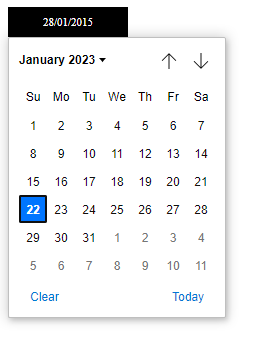 28/01/2015
January 2023
Su Mo Tu We Th Fr Sa
1 2 3 4 5 6 7
8 9 10 11 12 13 14
15 16 17 18 19 20 21
22 23 24 25 26 27 28
29 30 31 1 2 3 4
5 6 7 8 9 10 11
Clear Today